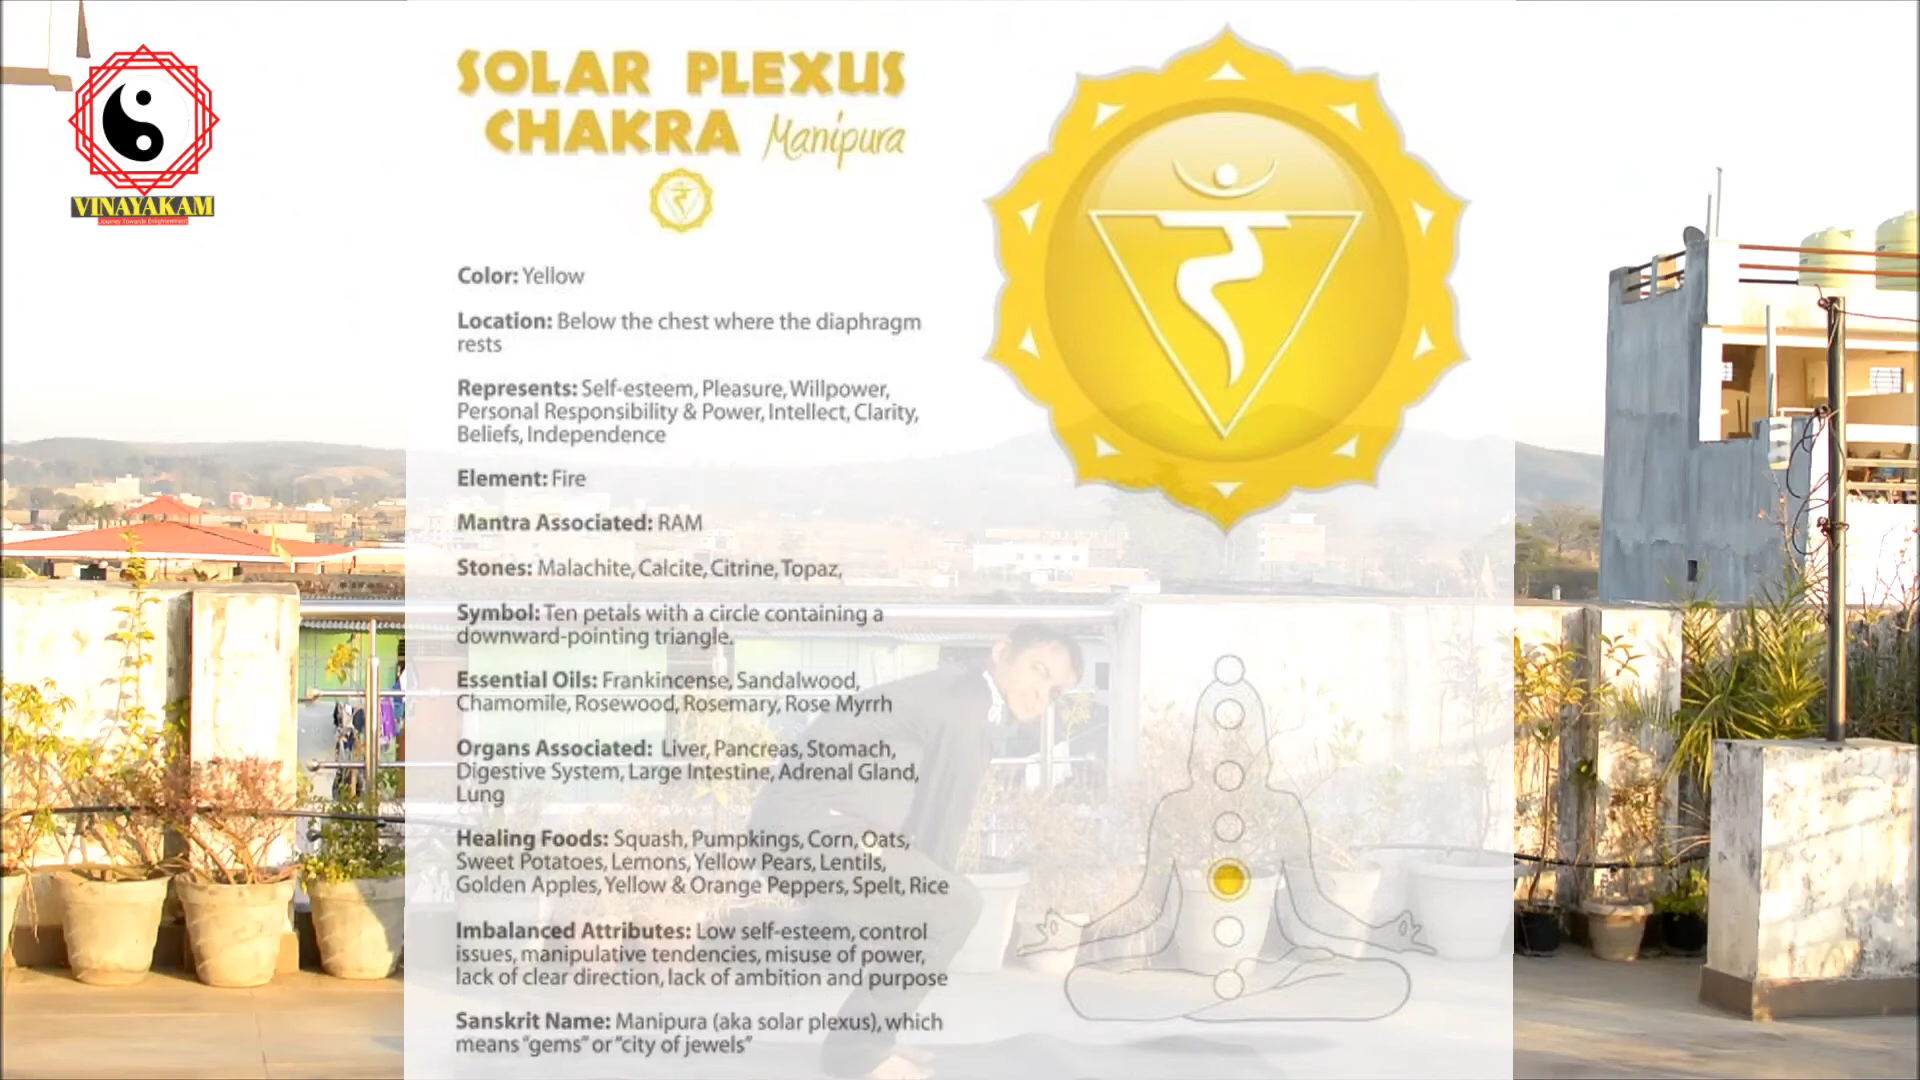 VINAYAKAM
Journey Towards Enlightenment
SOLAR PLEXUS
CHAKRA Manipura
र
Color: Yellow
Location: Below the chest where the diaphragm
rests
Represents: Self-esteem, Pleasure, Willpower,
Personal Responsibility & Power, Intellect, Clarity,
Beliefs, Independence
Element: Fire
Mantra Associated: RAM
Stones: Malachite, Calcite, Citrine, Topaz,
Symbol: Ten petals with a circle containing a
downward-pointing triangle.
Essential Oils: Frankincense, Sandalwood,
Chamomile, Rosewood, Rosemary, Rose Myrrh
Organs Associated: Liver, Pancreas, Stomach,
Digestive System, Large Intestine, Adrenal Gland,
Lung
Healing Foods: Squash, Pumpkings, Corn, Oats,
Sweet Potatoes, Lemons, Yellow Pears, Lentils,
Golden Apples, Yellow & Orange Peppers, Spelt, Rice
Imbalanced Attributes: Low self-esteem, control
issues, manipulative tendencies, misuse of power,
lack of clear direction, lack of ambition and purpose
Sanskrit Name: Manipura (aka solar plexus), which
means "gems" or "city of jewels"